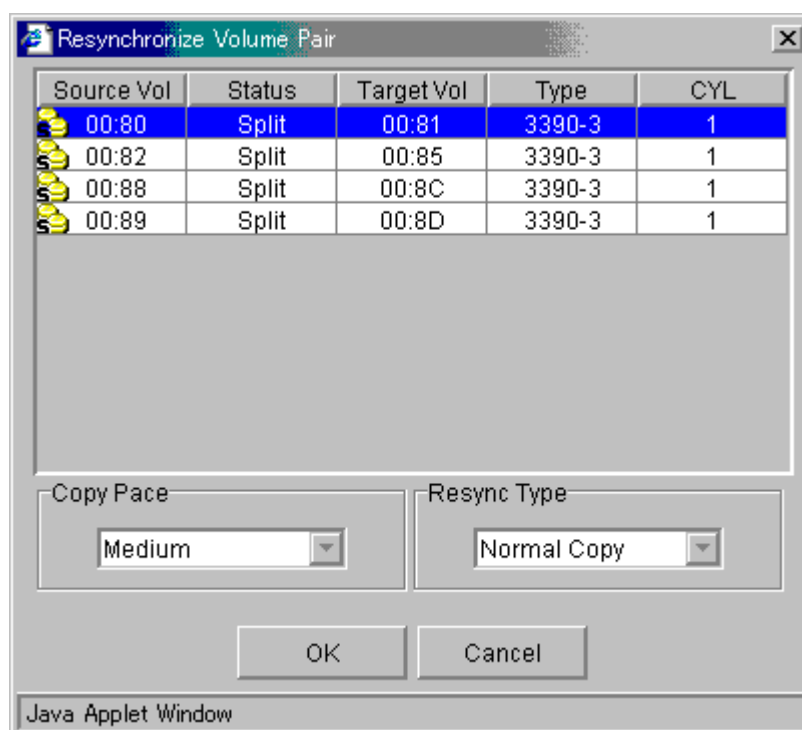 Resynchronize Volume Pair
Source Vol Status Target Vol Type CYL
S 00:80 Split 00:81 3390-3 1
S 00:82 Split 00:85 3390-3 1
S 00:88 Split 00:8C 3390-3 1
S 00:89 Split 00:8D 3390-3 1
Copy Pace Resync Type
Medium Normal Copy
OK Cancel
Java Applet Window